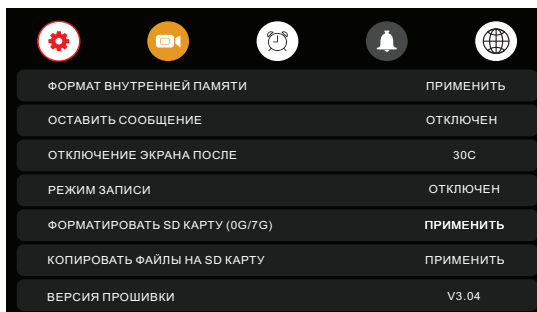 ФОРМАТ ВНУТРЕННЕЙ ПАМЯТИ ПРИМЕНИТЬ
ОСТАВИТЬ СООБЩЕНИЕ ОТКЛЮЧЕН
ОТКЛЮЧЕНИЕ ЭКРАНА ПОСЛЕ 30С
РЕЖИМ ЗАПИСИ ОТКЛЮЧЕН
ФОРМАТИРОВАТЬ SD КАРТУ (0G/7G) ПРИМЕНИТЬ
КОПИРОВАТЬ ФАЙЛЫ НА SD КАРТУ ПРИМЕНИТЬ
ВЕРСИЯ ПРОШИВКИ V3.04